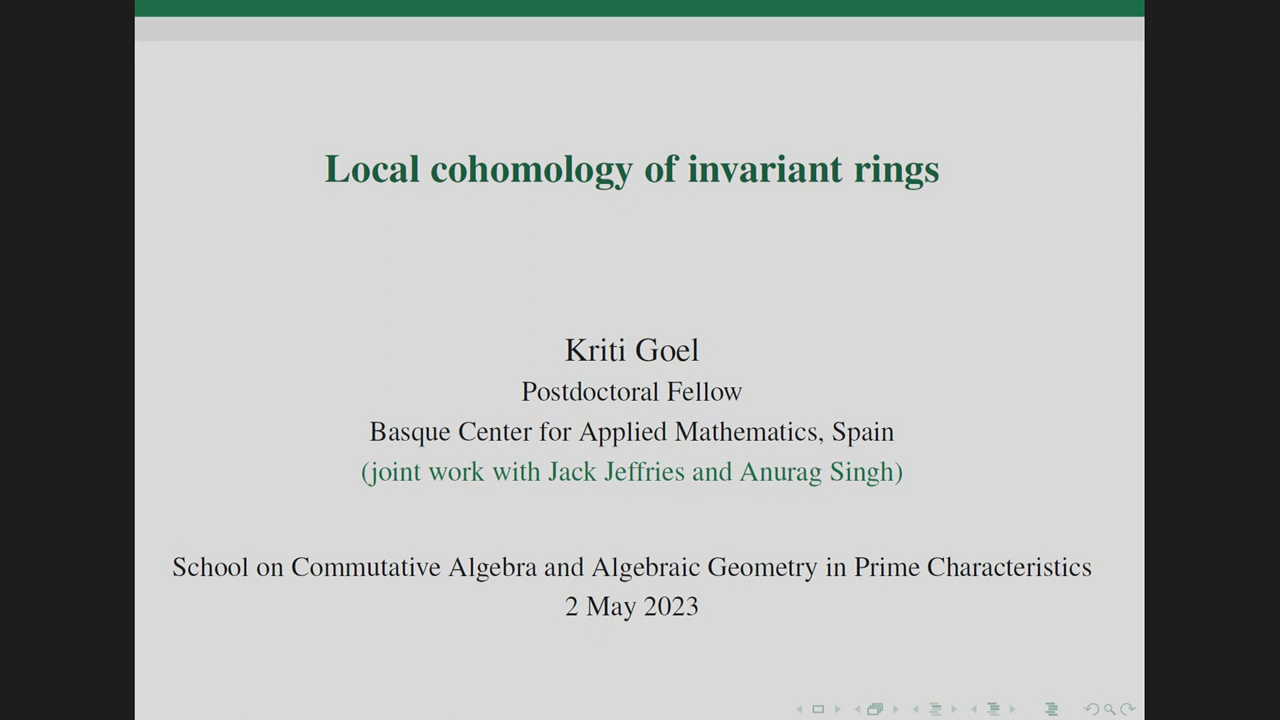 Local cohomology of invariant rings
Kriti Goel
Postdoctoral Fellow
Basque Center for Applied Mathematics, Spain
(joint work with Jack Jeffries and Anurag Singh)
School on Commutative Algebra and Algebraic Geometry in Prime Characteristics
2 May 2023